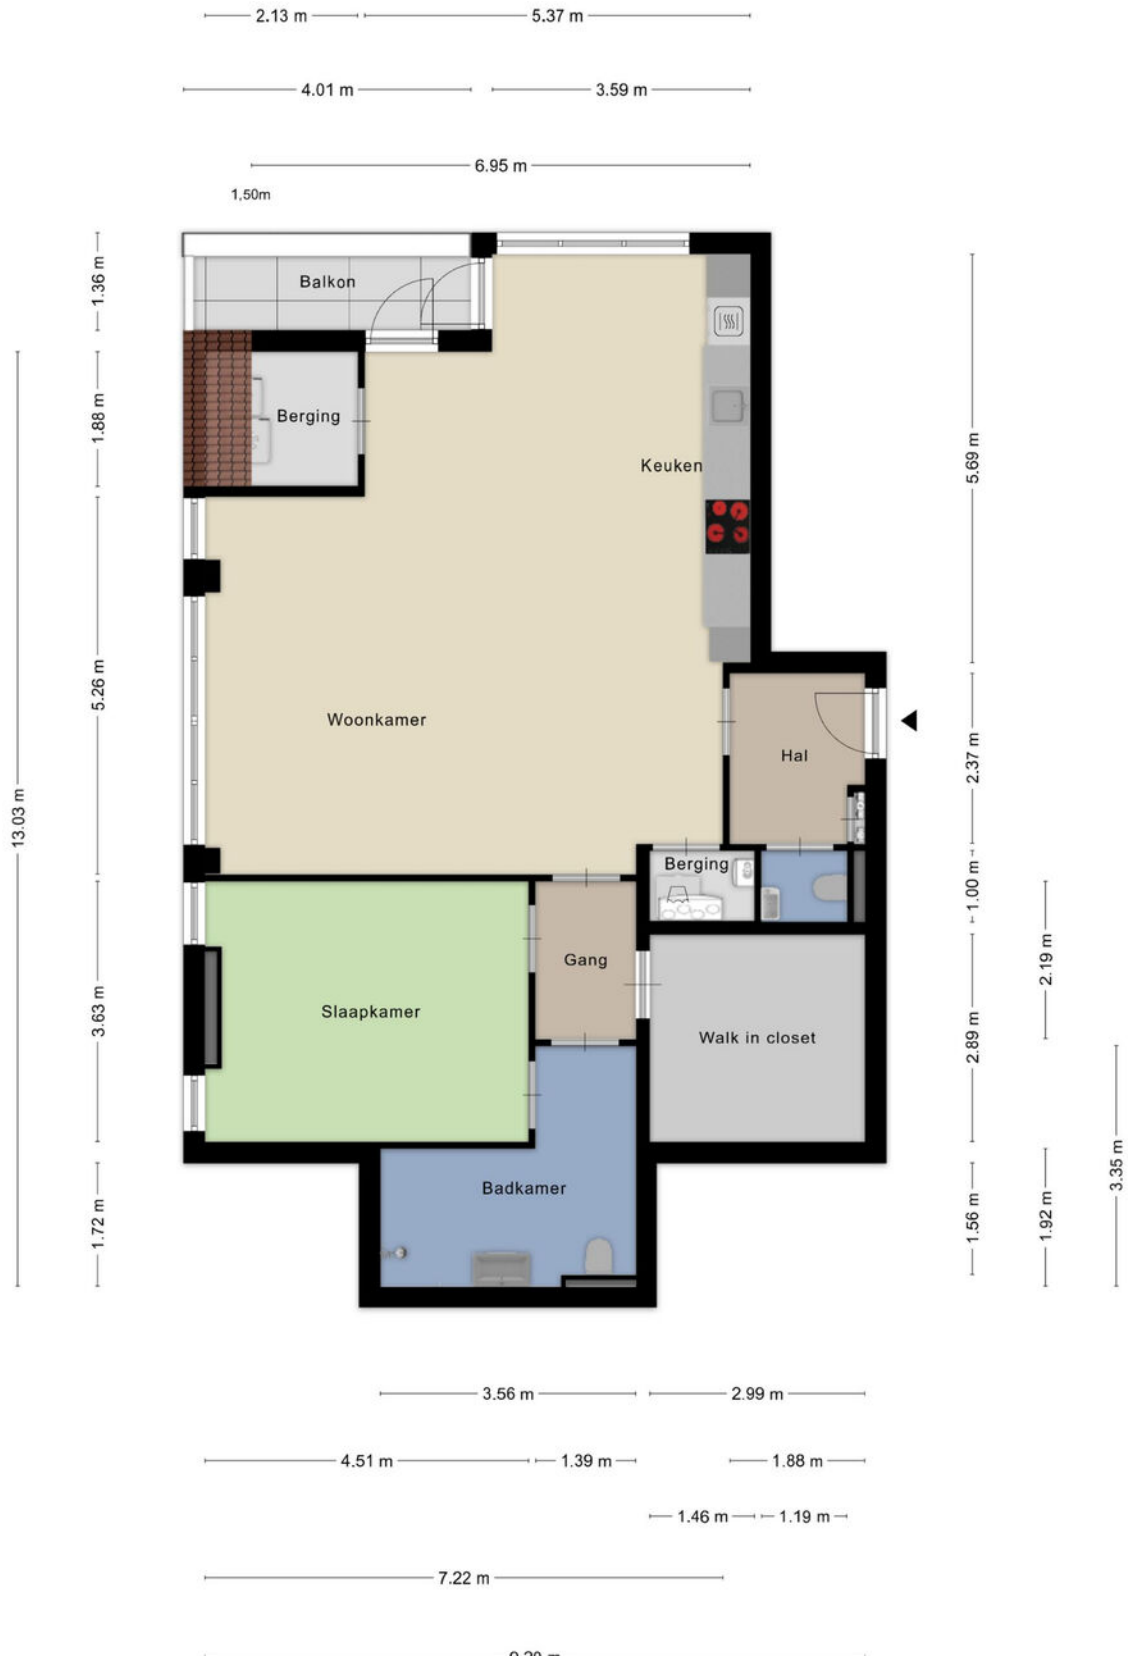 2.13 m 5.37 m
4.01 m 3.59 m
6.95 m
1,50m
1.36 m
Balkon
1.88 m
Berging
Keuken
5.69 m
5.26 m
Woonkamer
Hal
2.37 m
13.03 m
Berging
1.00 m
Gang
2.19 m
3.63 m
Slaapkamer
Walk in closet
2.89 m
3.35 m
Badkamer
1.72 m
1.56 m
1.92 m
3.56 m 2.99 m
4.51 m 1.39 m 1.88 m
1.46 m 1.19 m
7.22 m